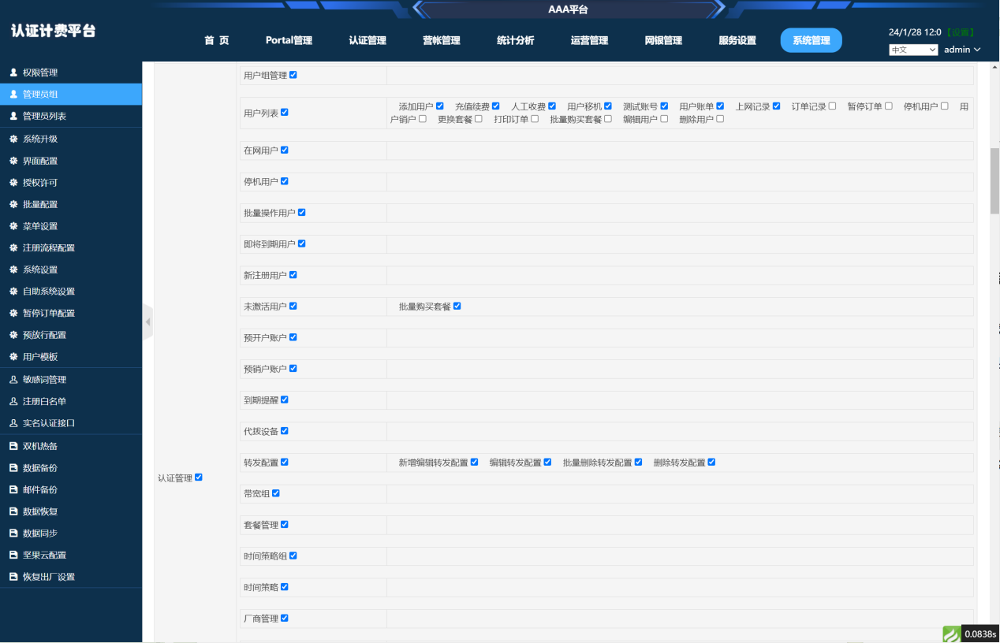 AAA平台
认证计费平台
首 页 Portal管理 认证管理 营帐管理 统计分析 运营管理 网银管理 服务设置 系统管理
24/1/28 12:0 【设置】
中文 admin
权限管理
管理员组
管理员列表
系统升级
界面配置
授权许可
批量配置
菜单设置
注册流程配置
系统设置
自助系统设置
暂停订单配置
预放行配置
用户模板
敏感词管理
注册白名单
实名认证接口
双机热备
数据备份
邮件备份
数据恢复
数据同步
坚果云配置
恢复出厂设置
认证管理
用户组管理
用户列表
添加用户 充值续费 人工收费 用户移机 测试账号 用户账单 上网记录 订单记录 暂停订单 停机用户 用
户销户 更换套餐 打印订单 批量购买套餐 编辑用户 删除用户
在网用户
停机用户
批量操作用户
即将到期用户
新注册用户
未激活用户 批量购买套餐
预开户账户
预销户账户
到期提醒
代拨设备
转发配置 新增编辑转发配置 编辑转发配置 批量删除转发配置 删除转发配置
带宽组
套餐管理
时间策略组
时间策略
厂商管理
0.0838s